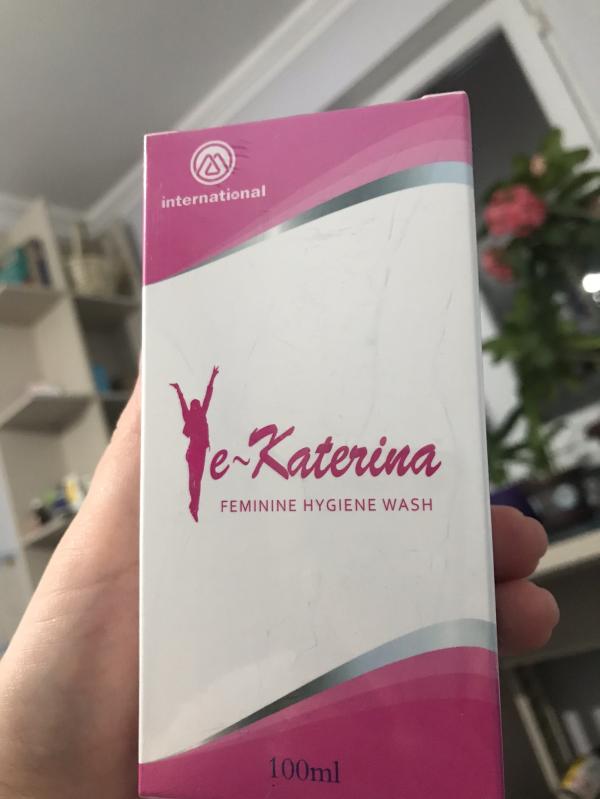 international
e~Katerina
FEMININE HYGIENE WASH
100ml